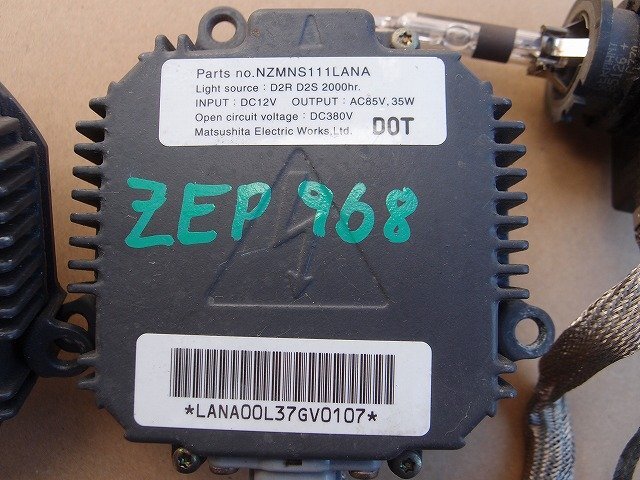 Parts no.NZMNS111LANA
Light source : D2R D2S 2000hr.
INPUT : DC12V OUTPUT : AC85V, 35W
Open circuit voltage : DC380V
Matsushita Electric Works,Ltd. DOT
ZEP 968
*LANA00L37GV0107*